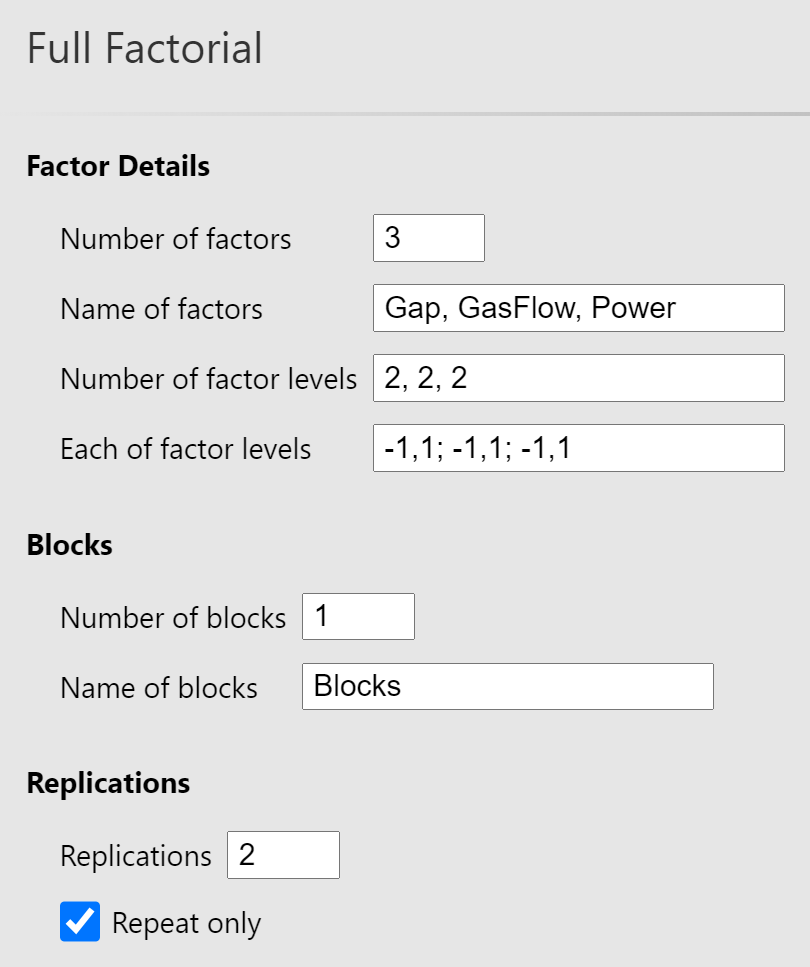 Full Factorial
Factor Details
Number of factors 3
Name of factors Gap, GasFlow, Power
Number of factor levels 2, 2, 2
Each of factor levels -1,1; -1,1; -1,1
Blocks
Number of blocks 1
Name of blocks Blocks
Replications
Replications 2
Repeat only